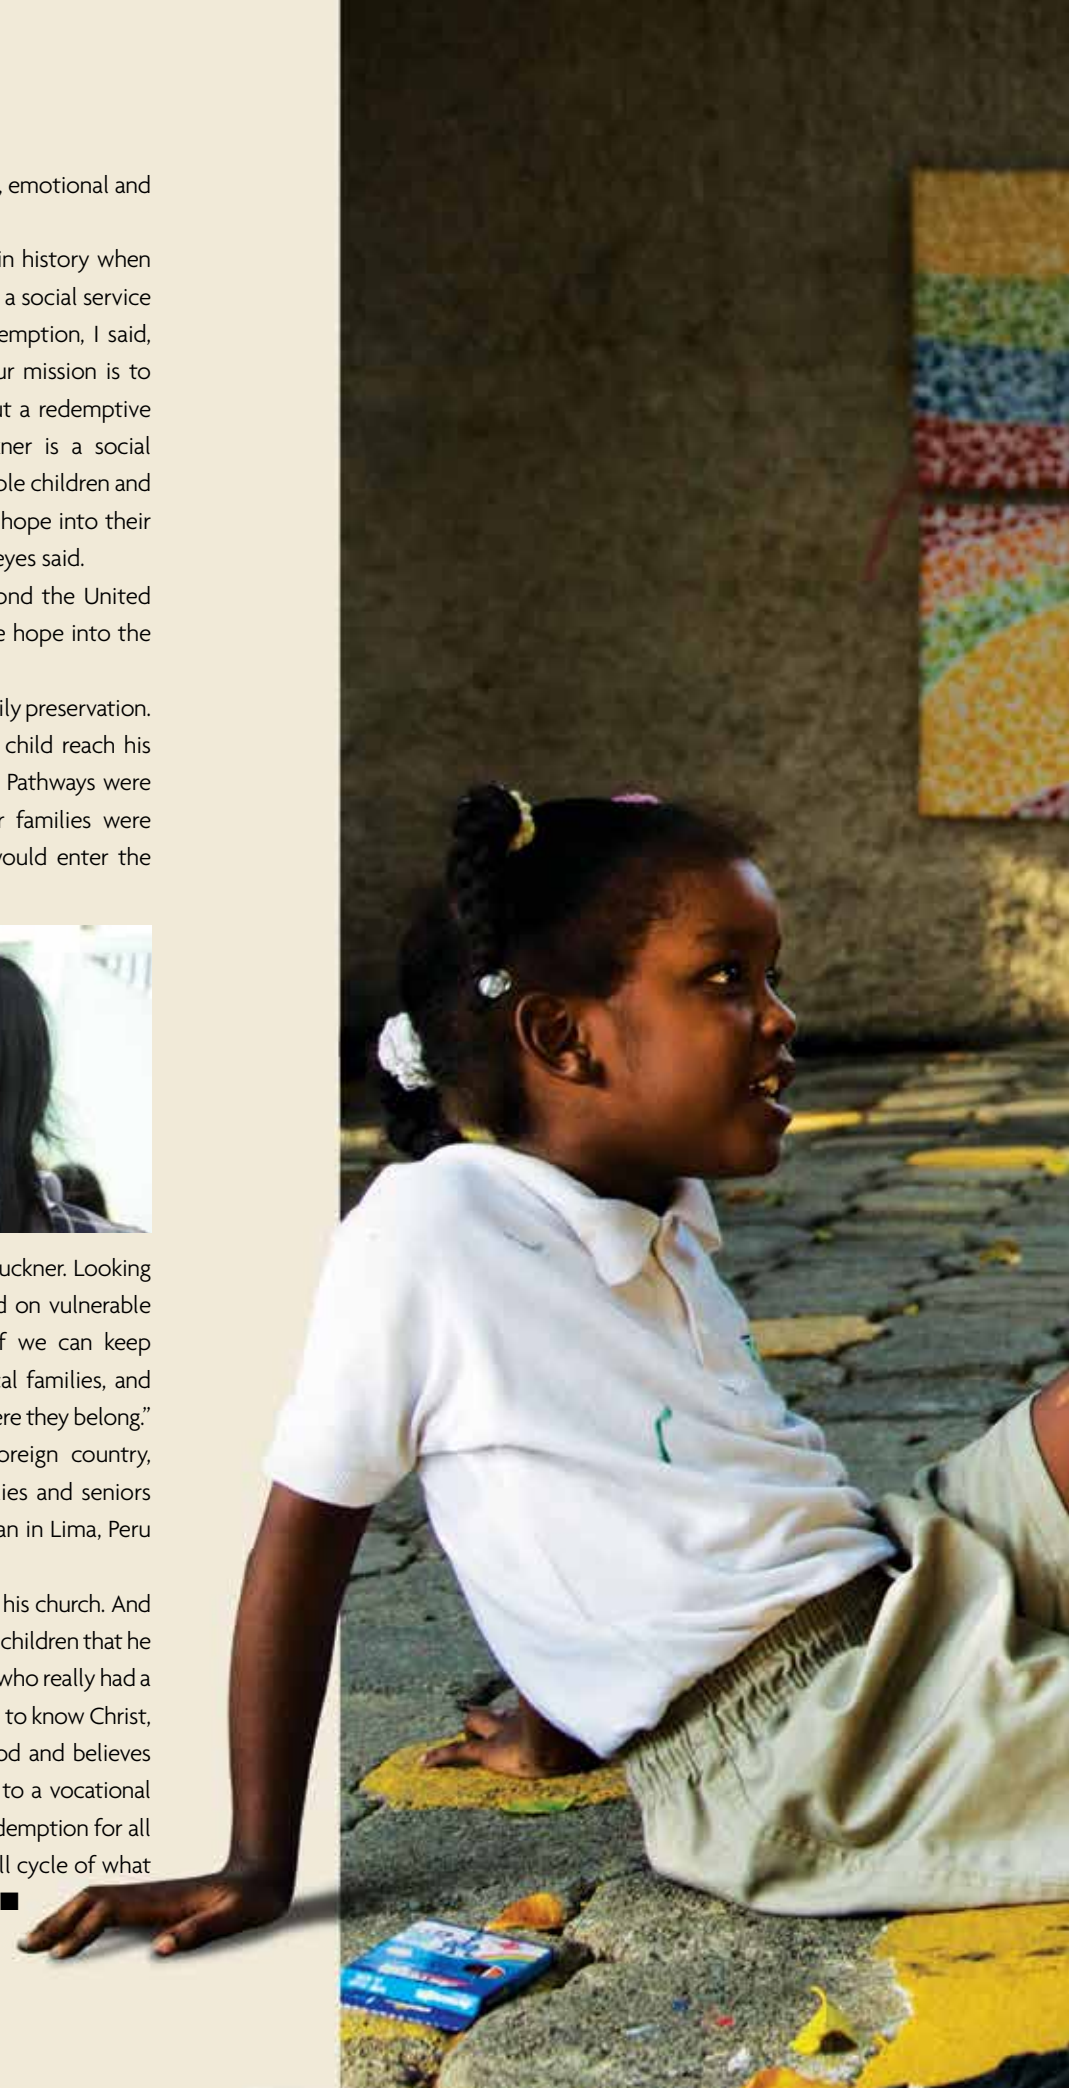 , emotional and
in history when
a social service
emption, I said,
ur mission is to
ut a redemptive
ner is a social
ble children and
hope into their
eyes said.
ond the United
e hope into the
ily preservation.
child reach his
Pathways were
r families were
would enter the
uckner. Looking
d on vulnerable
f we can keep
cal families, and
ere they belong.”
oreign country,
ies and seniors
an in Lima, Peru
his church. And
children that he
who really had a
to know Christ,
od and believes
to a vocational
demption for all
ll cycle of what
■